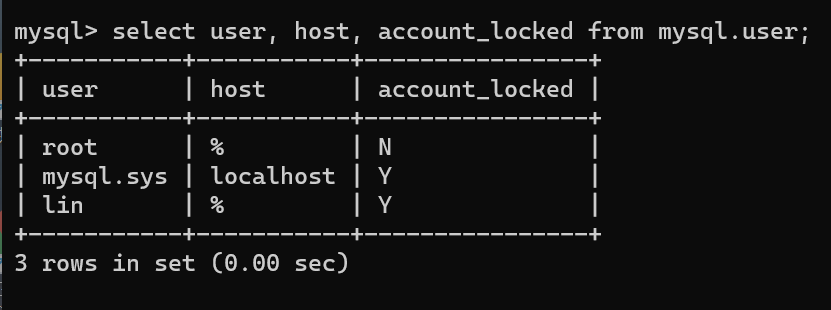 mysql> select user, host, account_locked from mysql.user;
+-----------+-----------+----------------+
| user      | host      | account_locked |
+-----------+-----------+----------------+
| root      | %         | N              |
| mysql.sys | localhost | Y              |
| lin       | %         | Y              |
+-----------+-----------+----------------+
3 rows in set (0.00 sec)